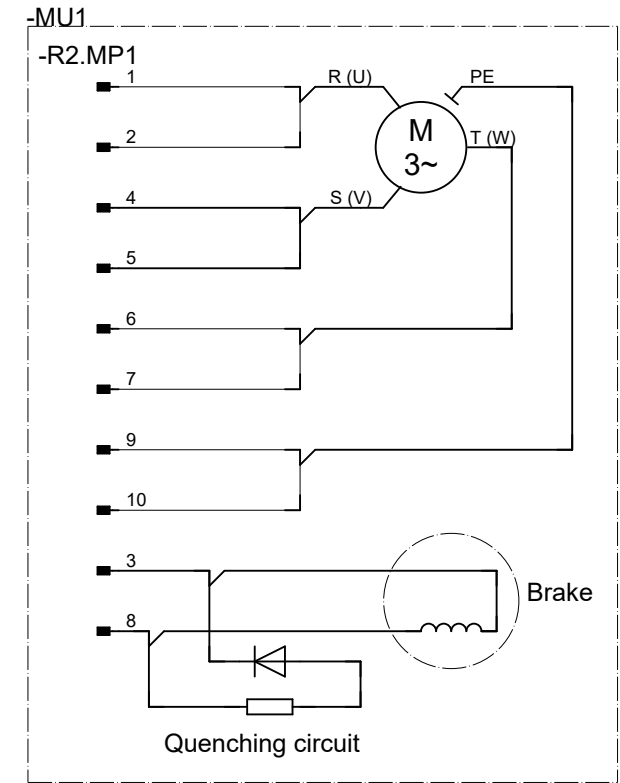 -MU1
-R2.MP1
1
R (U)
PE
2
M
3~
T (W)
4
S (V)
5
6
7
9
10
3
Brake
8
Quenching circuit